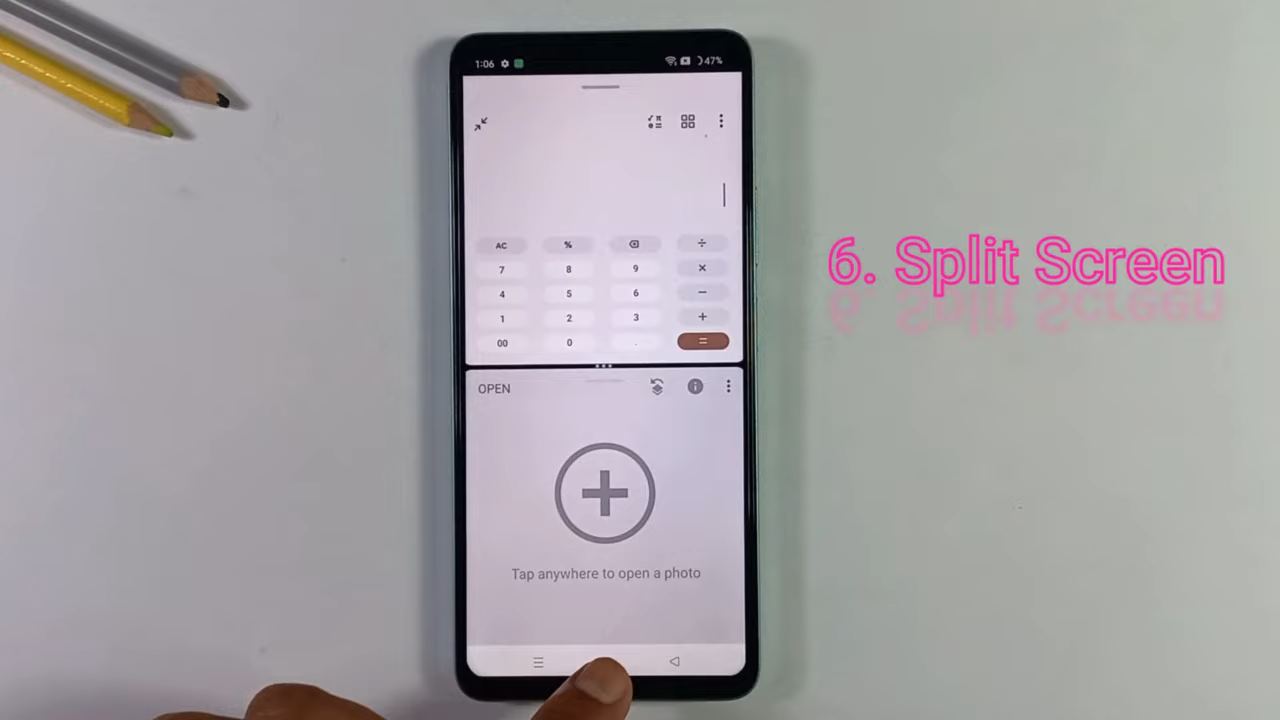 1:06 47%
AC % ÷
7 8 9 ×
4 5 6 −
1 2 3 +
00 0 . =
OPEN
Tap anywhere to open a photo
6. Split Screen